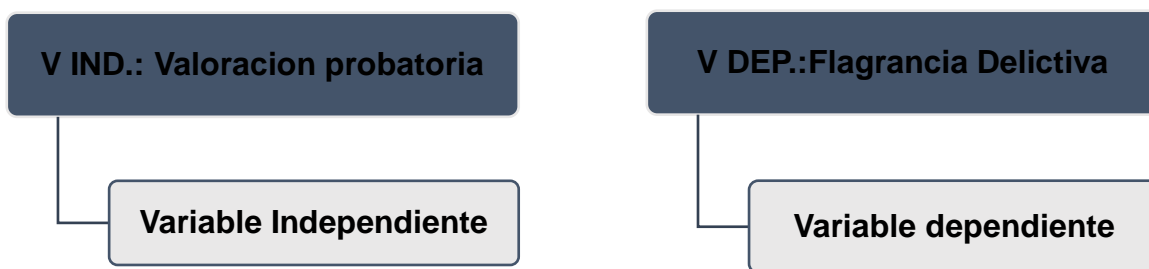 V IND.: Valoracion probatoria
Variable Independiente
V DEP.:Flagrancia Delictiva
Variable dependiente